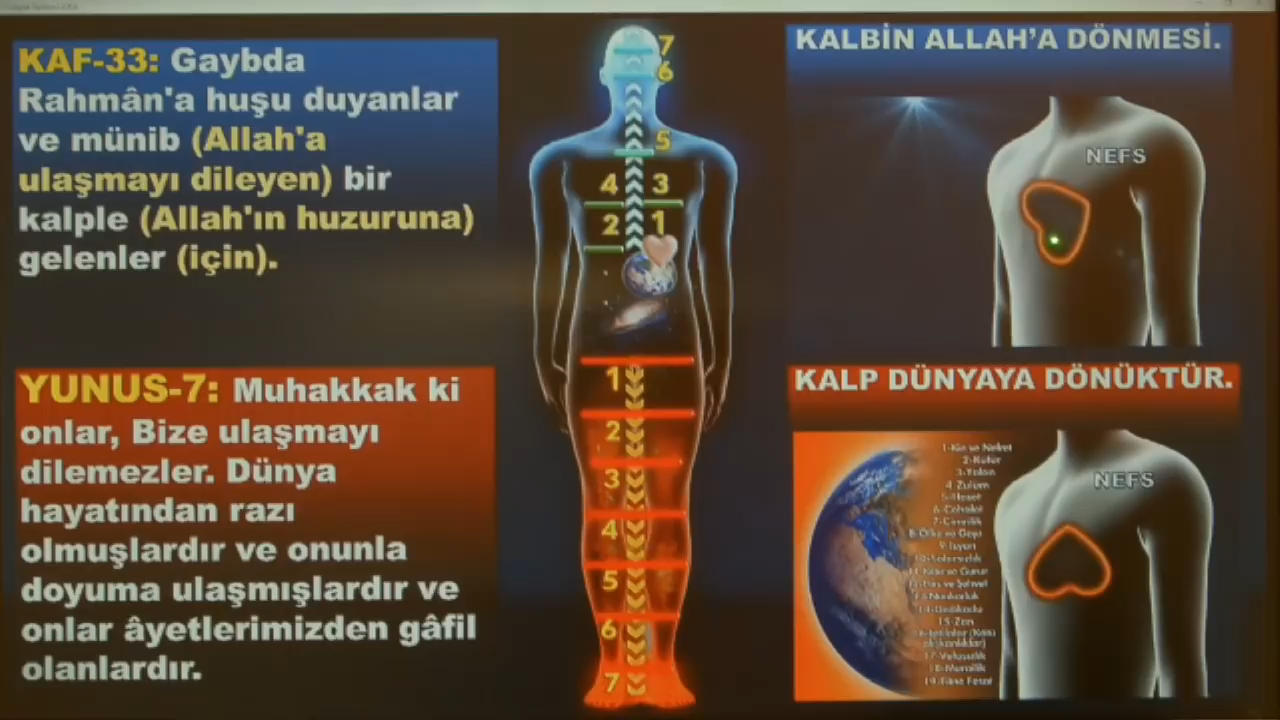 KAF-33: Gaybda
Rahmân'a huşu duyanlar
ve münib (Allah'a
ulaşmayı dileyen) bir
kalple (Allah'ın huzuruna)
gelenler (için).
YUNUS-7: Muhakkak ki
onlar, Bize ulaşmayı
dilemezler. Dünya
hayatından razı
olmuşlardır ve onunla
doyuma ulaşmışlardır ve
onlar âyetlerimizden gâfil
olanlardır.
7
6
5
4 3
2 1
1
2
3
4
5
6
7
KALBİN ALLAH'A DÖNMESİ.
NEFS
KALP DÜNYAYA DÖNÜKTÜR.
NEFS
1-Kin ve Nefret
2-Küfür
3-Yalan
4-Zulüm
5-Haset
6-Cehalet
7-Cimrilik
9-İsyan
15-Zan